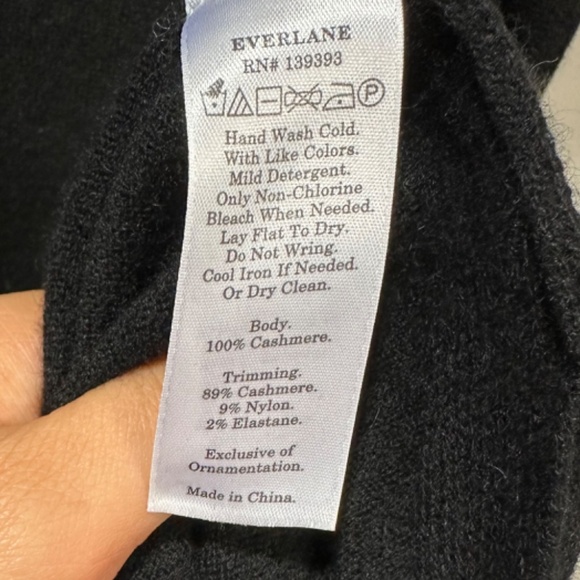 EVERLANE
RN# 139393
P
Hand Wash Cold.
With Like Colors.
Mild Detergent.
Only Non-Chlorine
Bleach When Needed.
Lay Flat To Dry.
Do Not Wring.
Cool Iron If Needed.
Or Dry Clean.
Body.
100% Cashmere.
Trimming.
89% Cashmere.
9% Nylon.
2% Elastane.
Exclusive of
Ornamentation.
Made in China.